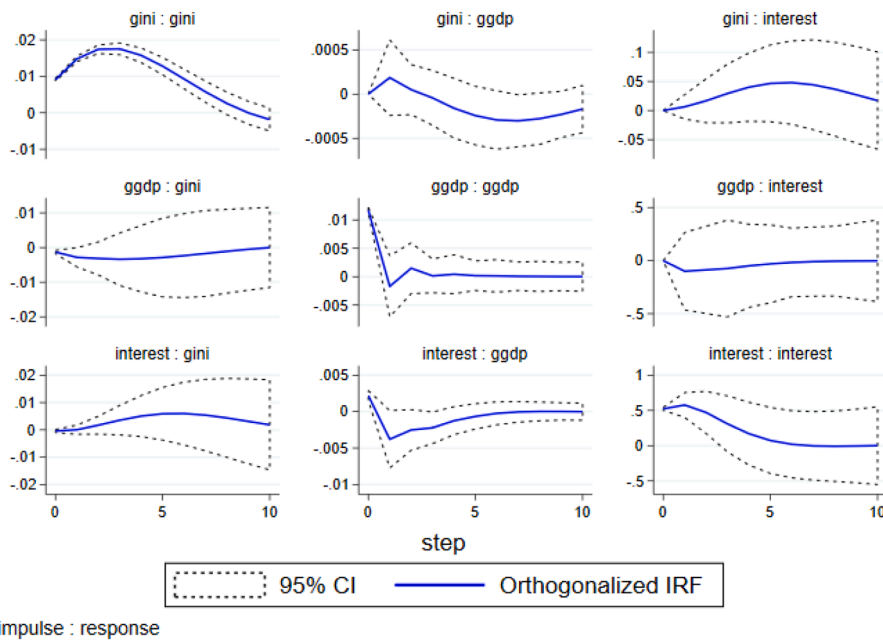 gini : gini
gini : ggdp
gini : interest
.02
.01
0
-.01
.0005
0
-.0005
.1
.05
0
-.05
ggdp : gini
ggdp : ggdp
ggdp : interest
.01
0
-.01
-.02
.01
.005
0
-.005
.5
0
-.5
interest : gini
interest : ggdp
interest : interest
.02
.01
0
-.01
-.02
.005
0
-.005
-.01
1
.5
0
-.5
0 5 10
0 5 10
0 5 10
step
95% CI
Orthogonalized IRF
impulse : response